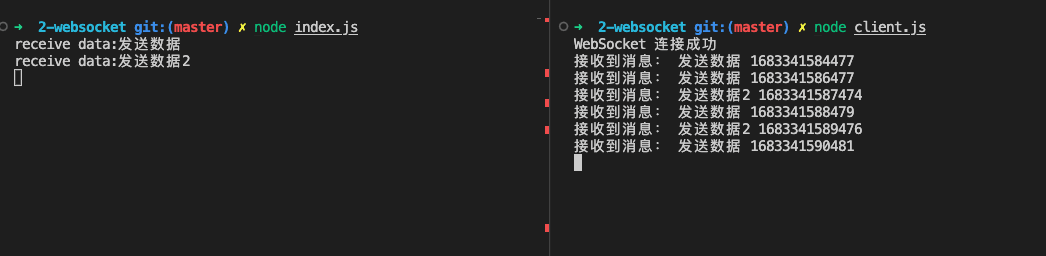 ➜ 2-websocket git:(master) ✗ node index.js
receive data:发送数据
receive data:发送数据2
➜ 2-websocket git:(master) ✗ node client.js
WebSocket 连接成功
接收到消息： 发送数据 1683341584477
接收到消息： 发送数据 1683341586477
接收到消息： 发送数据2 1683341587474
接收到消息： 发送数据 1683341588479
接收到消息： 发送数据2 1683341589476
接收到消息： 发送数据 1683341590481